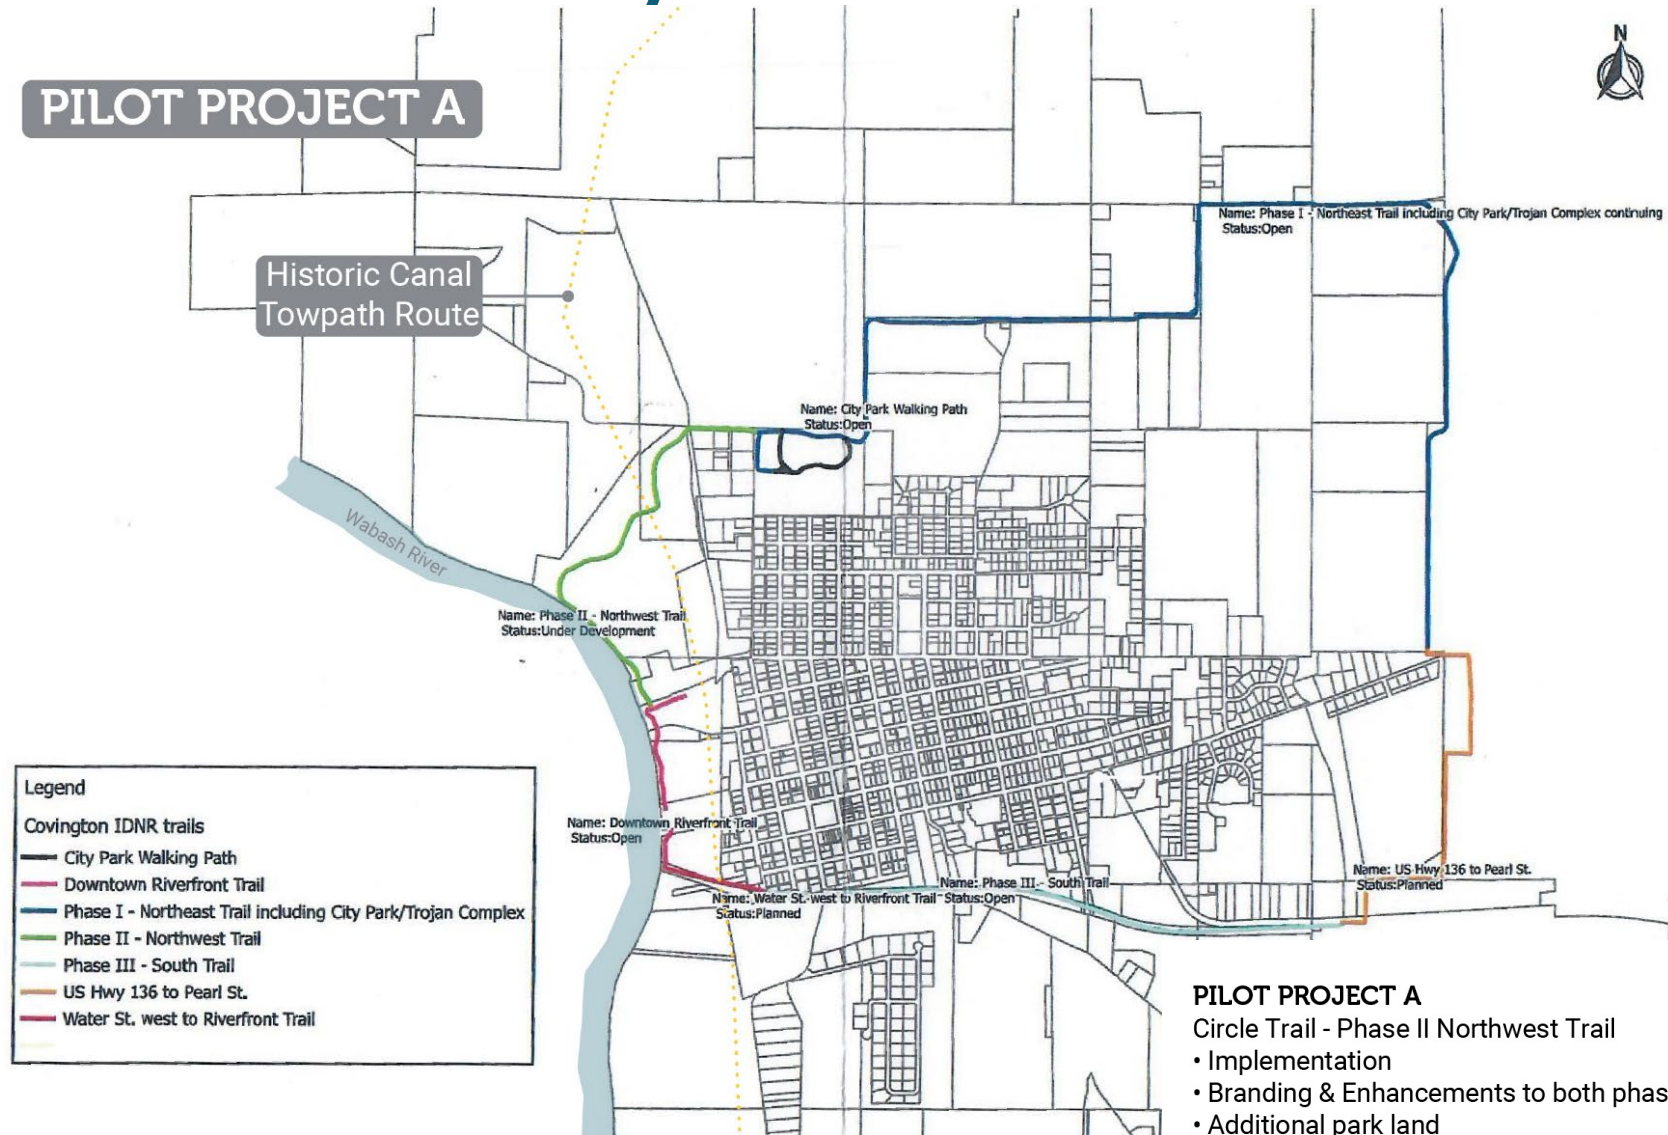 PILOT PROJECT A
N
Name: Phase I - Northeast Trail including City Park/Trojan Complex continuing
Status:Open
Historic Canal
Towpath Route
Name: City Park Walking Path
Status:Open
Wabash River
Name: Phase II - Northwest Trail
Status:Under Development
Name: Downtown Riverfront Trail
Status:Open
Name: US Hwy 136 to Pearl St.
Status:Planned
Name: Phase III - South Trail
Status:Open
Name: Water St. west to Riverfront Trail
Status:Planned
Legend
Covington IDNR trails
City Park Walking Path
Downtown Riverfront Trail
Phase I - Northeast Trail including City Park/Trojan Complex
Phase II - Northwest Trail
Phase III - South Trail
US Hwy 136 to Pearl St.
Water St. west to Riverfront Trail
PILOT PROJECT A
Circle Trail - Phase II Northwest Trail
• Implementation
• Branding & Enhancements to both phas
• Additional park land